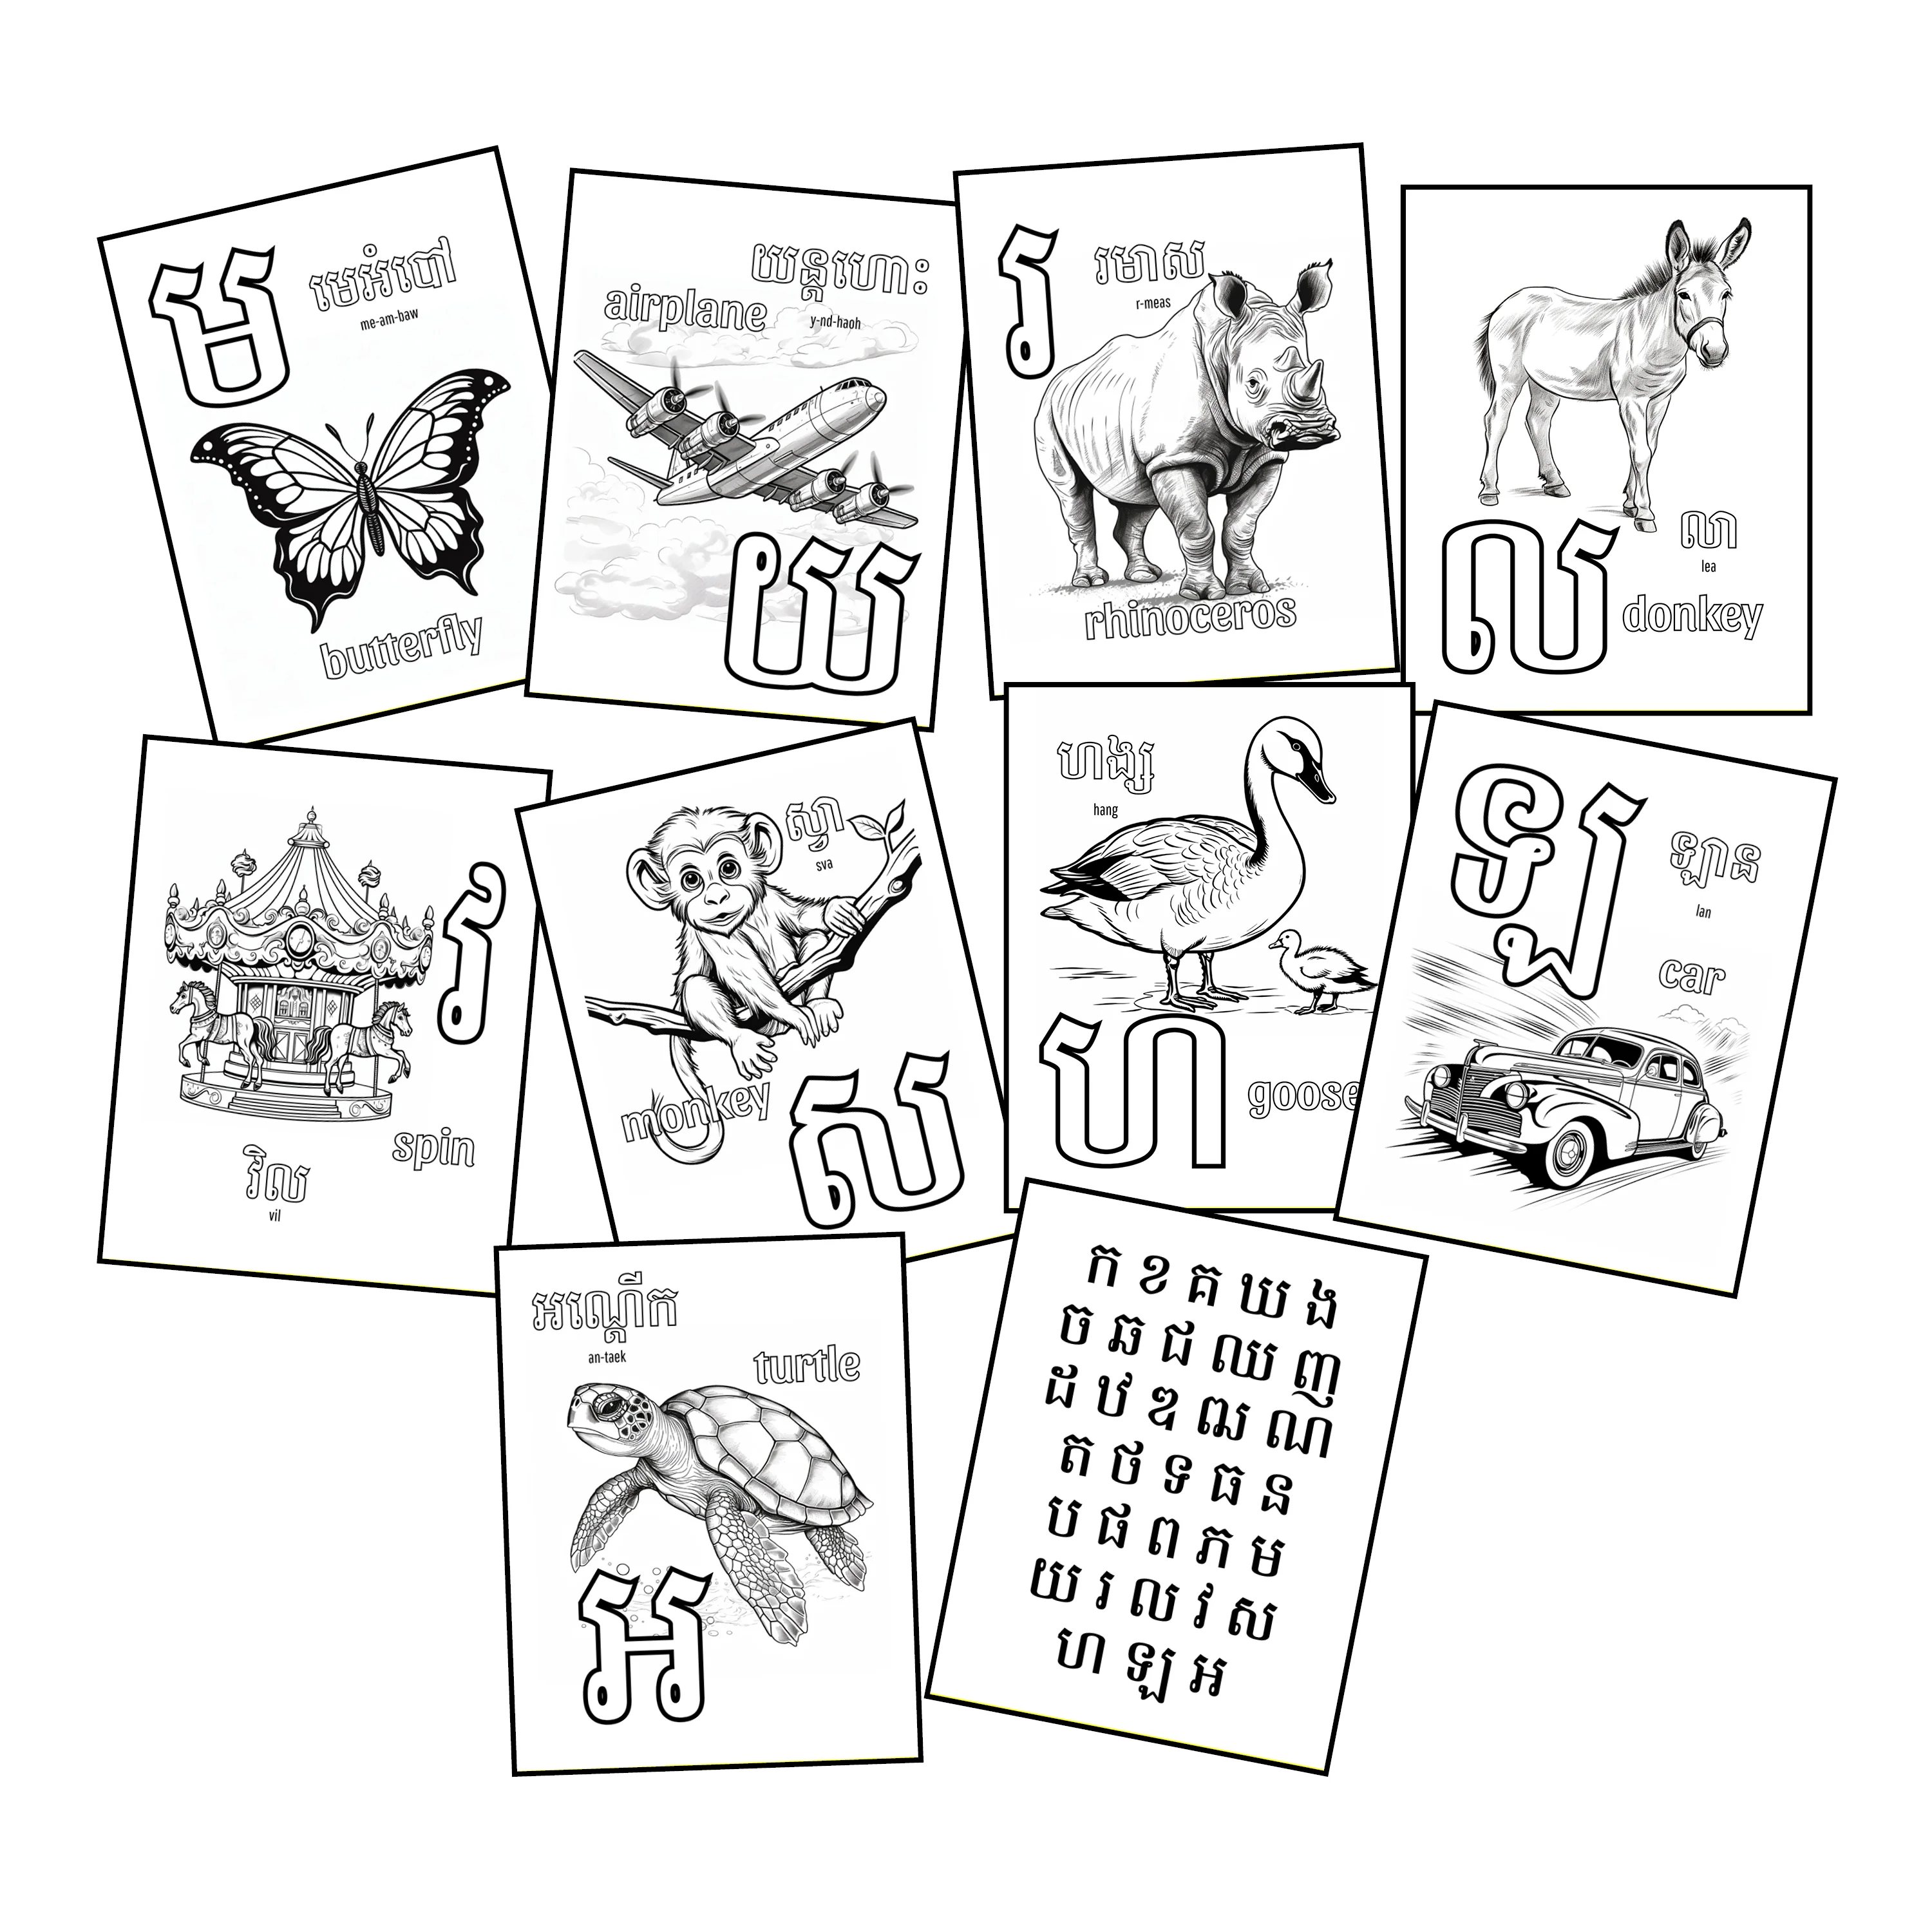 ម
មេអំបៅ
me-am-baw
butterfly
យន្តហោះ
airplane
y-nd-haoh
យ
រ
រមាស
r-meas
rhinoceros
លា
lea
ល
donkey
វ
spin
វិល
vil
ស្វា
sva
monkey
ស
ហង្ស
hang
ហ
goose
ឡ
ឡាន
lan
car
អណ្ដើក
an-taek
turtle
អ
ក ខ គ ឃ ង
ច ឆ ជ ឈ ញ
ដ ឋ ឌ ឍ ណ
ត ថ ទ ធ ន
ប ផ ព ភ ម
យ រ ល វ ស
ហ ឡ អ